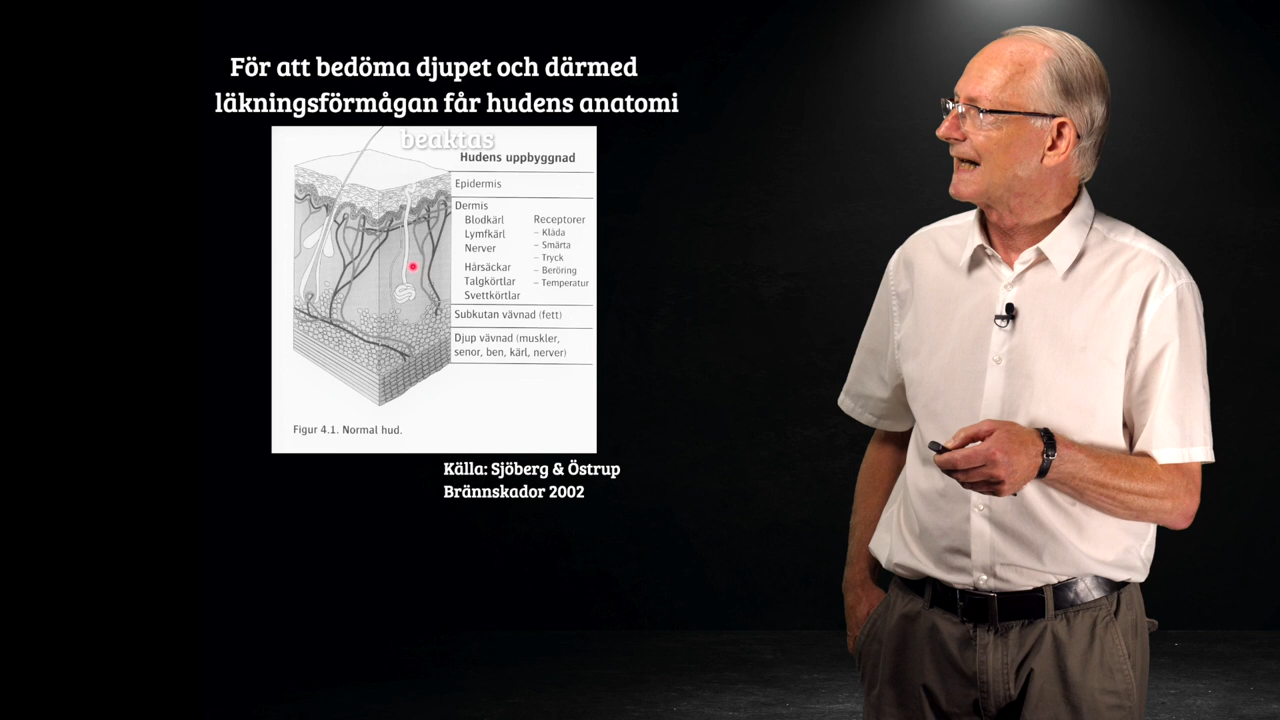 För att bedöma djupet och därmed
läkningsförmågan får hudens anatomi
beaktas
Hudens uppbyggnad
Epidermis
Dermis
Blodkärl
Lymfkärl
Nerver
Hårsäckar
Talgkörtlar
Svettkörtlar
Receptorer
– Klåda
– Smärta
– Tryck
– Beröring
– Temperatur
Subkutan vävnad (fett)
Djup vävnad (muskler,
senor, ben, kärl, nerver)
Figur 4.1. Normal hud.
Källa: Sjöberg & Östrup
Brännskador 2002